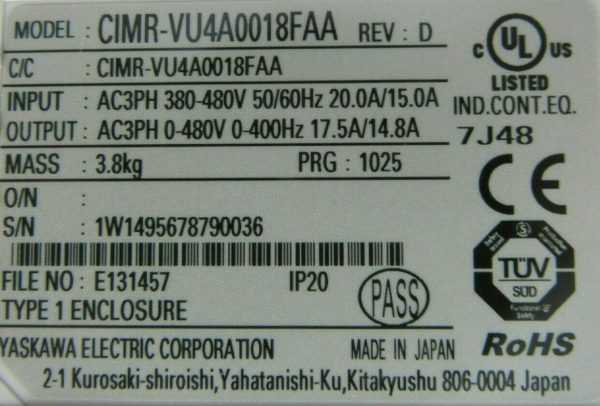 MODEL : CIMR-VU4A0018FAA REV : D
C/C : CIMR-VU4A0018FAA
INPUT : AC3PH 380-480V 50/60Hz 20.0A/15.0A
OUTPUT : AC3PH 0-480V 0-400Hz 17.5A/14.8A
MASS : 3.8kg PRG : 1025
O/N :
S/N : 1W1495678790036
FILE NO : E131457 IP20
TYPE 1 ENCLOSURE
PASS
YASKAWA ELECTRIC CORPORATION MADE IN JAPAN
2-1 Kurosaki-shiroishi,Yahatanishi-Ku,Kitakyushu 806-0004 Japan
C UL US
LISTED
IND.CONT.EQ.
7J48
CE
TÜV
SÜD
Functional
Safety
RoHS